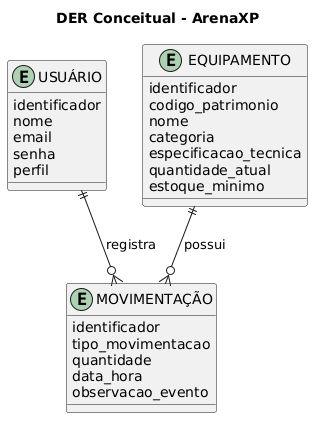 DER Conceitual - ArenaXP
E USUÁRIO
identificador
nome
email
senha
perfil
E EQUIPAMENTO
identificador
codigo_patrimonio
nome
categoria
especificacao_tecnica
quantidade_atual
estoque_minimo
registra
possui
E MOVIMENTAÇÃO
identificador
tipo_movimentacao
quantidade
data_hora
observacao_evento